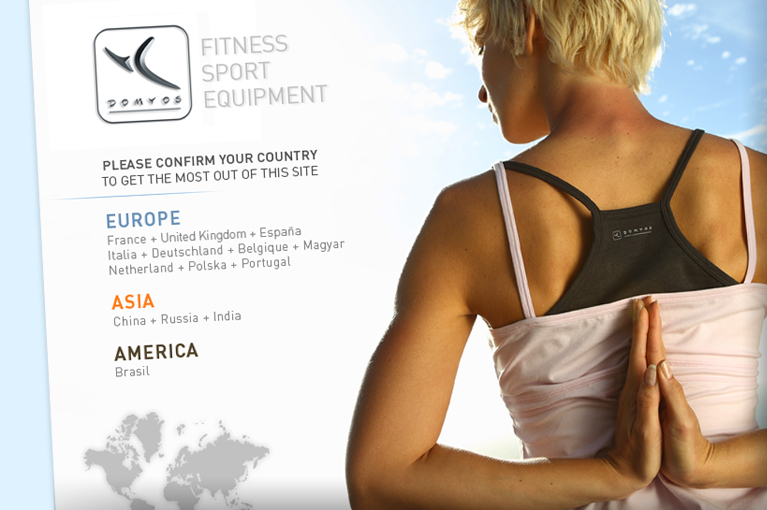 DOMYOS
FITNESS
SPORT
EQUIPMENT
PLEASE CONFIRM YOUR COUNTRY
TO GET THE MOST OUT OF THIS SITE
EUROPE
France + United Kingdom + España
Italia + Deutschland + Belgique + Magyar
Netherland + Polska + Portugal
ASIA
China + Russia + India
AMERICA
Brasil
DOMYOS